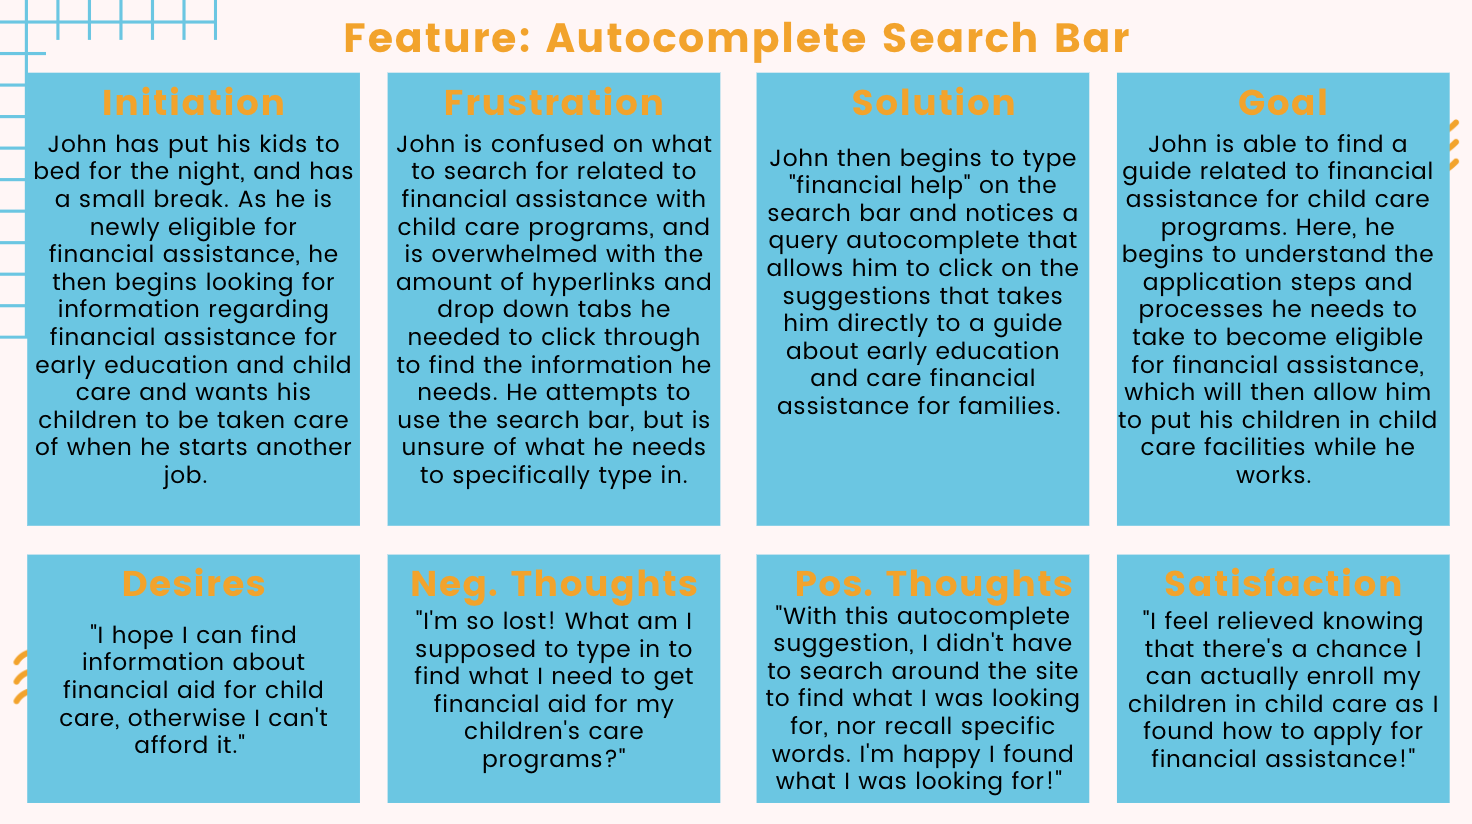 Feature: Autocomplete Search Bar
Initiation
John has put his kids to
bed for the night, and has
a small break. As he is
newly eligible for
financial assistance, he
then begins looking for
information regarding
financial assistance for
early education and child
care and wants his
children to be taken care
of when he starts another
job.
Frustration
John is confused on what
to search for related to
financial assistance with
child care programs, and
is overwhelmed with the
amount of hyperlinks and
drop down tabs he
needed to click through
to find the information he
needs. He attempts to
use the search bar, but is
unsure of what he needs
to specifically type in.
Solution
John then begins to type
"financial help" on the
search bar and notices a
query autocomplete that
allows him to click on the
suggestions that takes
him directly to a guide
about early education
and care financial
assistance for families.
Goal
John is able to find a
guide related to financial
assistance for child care
programs. Here, he
begins to understand the
application steps and
processes he needs to
take to become eligible
for financial assistance,
which will then allow him
to put his children in child
care facilities while he
works.
Desires
"I hope I can find
information about
financial aid for child
care, otherwise I can't
afford it."
Neg. Thoughts
"I'm so lost! What am I
supposed to type in to
find what I need to get
financial aid for my
children's care
programs?"
Pos. Thoughts
"With this autocomplete
suggestion, I didn't have
to search around the site
to find what I was looking
for, nor recall specific
words. I'm happy I found
what I was looking for!"
Satisfaction
"I feel relieved knowing
that there's a chance I
can actually enroll my
children in child care as I
found how to apply for
financial assistance!"